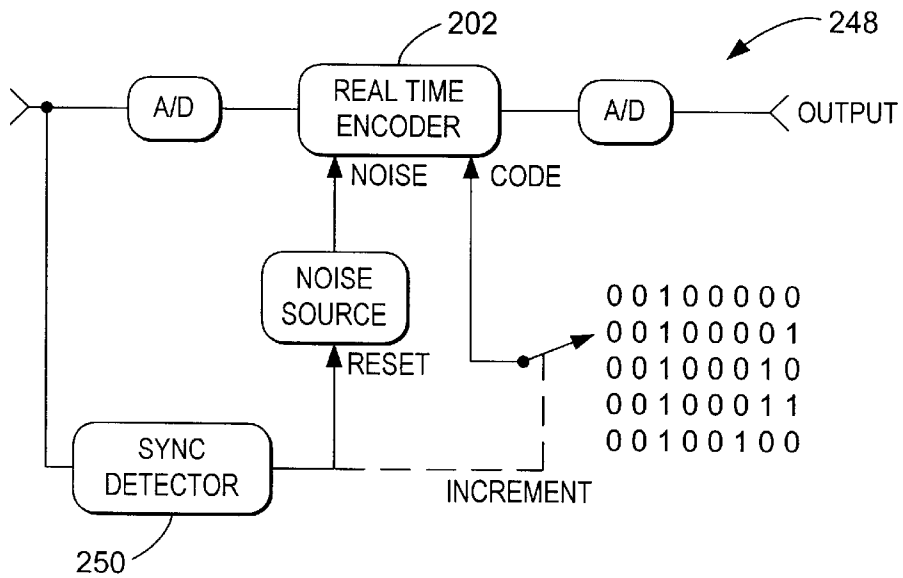 202
248
A/D
REAL TIME
ENCODER
A/D
OUTPUT
NOISE
CODE
NOISE
SOURCE
RESET
0 0 1 0 0 0 0 0
0 0 1 0 0 0 0 1
0 0 1 0 0 0 1 0
0 0 1 0 0 0 1 1
0 0 1 0 0 1 0 0
SYNC
DETECTOR
INCREMENT
250